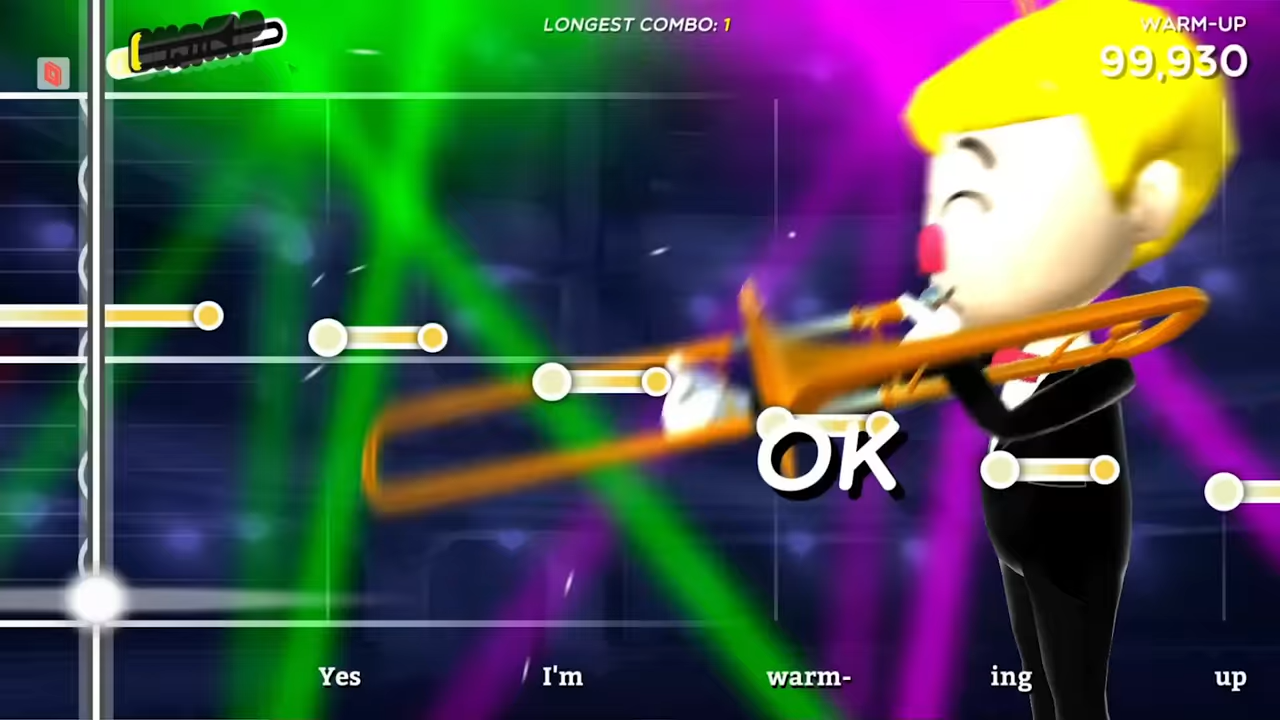 LONGEST COMBO: 1
WARM-UP
99,930
OK
Yes I'm warm- ing up